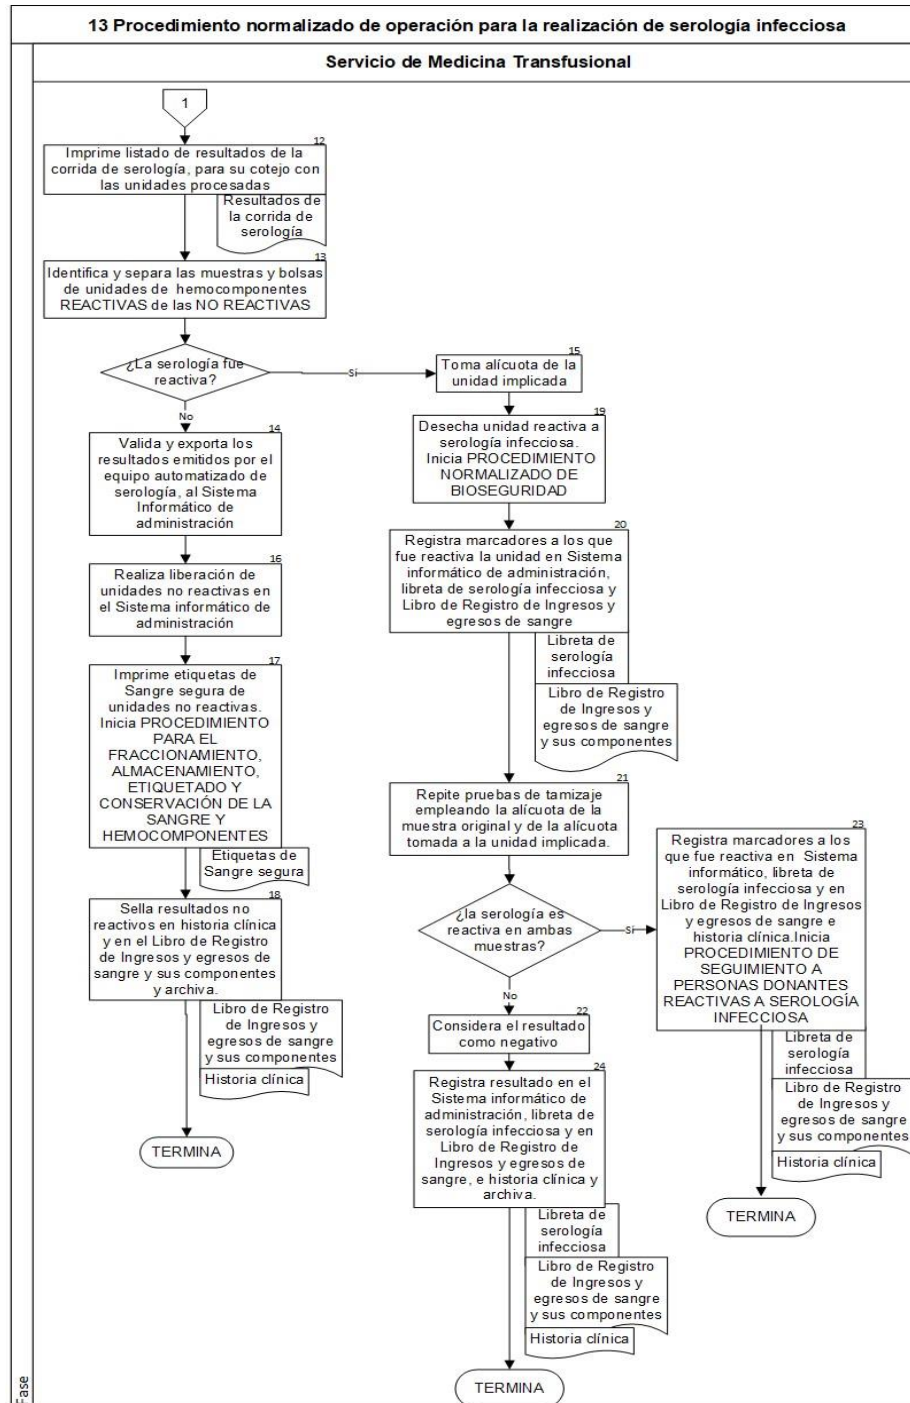 13 Procedimiento normalizado de operación para la realización de serología infecciosa
Servicio de Medicina Transfusional
1
12
Imprime listado de resultados de la
corrida de serología, para su cotejo con
las unidades procesadas
Resultados
de la
corrida de
serología
13
Identifica y separa las muestras y bolsas
de unidades de hemocomponentes
REACTIVAS de las NO REACTIVAS
¿La serología fue
reactiva?
Si
No
14
Valida y exporta los
resultados emitidos por el
equipo automatizado de
serología, al Sistema
Informático de
administración
16
Realiza liberación de
unidades no reactivas en
el Sistema informático de
administración
17
Imprime etiquetas de
Sangre segura de
unidades no reactivas.
Inicia PROCEDIMIENTO
PARA EL
FRACCIONAMIENTO,
ALMACENAMIENTO,
ETIQUETADO Y
CONSERVACIÓN DE LA
SANGRE Y
HEMOCOMPONENTES
Etiquetas de
Sangre segura
18
Sella resultados no
reactivos en historia clínica
y en el Libro de Registro
de Ingresos y egresos de
sangre y sus componentes
y archiva.
Libro de Registro
de Ingresos y
egresos de sangre
y sus componentes
Historia clínica
TERMINA
15
Toma alícuota de la
unidad implicada
19
Desecha unidad reactiva a
serología infecciosa.
Inicia PROCEDIMIENTO
NORMALIZADO DE
BIOSEGURIDAD
20
Registra marcadores a los que
fue reactiva la unidad en Sistema
informático de administración,
libreta de serología infecciosa y
Libro de Registro de Ingresos y
egresos de sangre
Libreta de
serología
infecciosa
Libro de Registro
de Ingresos y
egresos de sangre
y sus componentes
21
Repite pruebas de tamizaje
empleando la alícuota de la
muestra original y de la alícuota
tomada a la unidad implicada.
¿la serología es
reactiva en ambas
muestras?
Si
No
22
Considera el resultado
como negativo
24
Registra resultado en el
Sistema informático de
administración, libreta de
serología infecciosa y en
Libro de Registro de
Ingresos y egresos de
sangre, e historia clínica y
archiva.
Libreta de
serología
infecciosa
Libro de Registro
de Ingresos y
egresos de sangre
y sus componentes
Historia clínica
TERMINA
23
Registra marcadores a los
que fue reactiva en Sistema
informático, libreta de
serología infecciosa y en
Libro de Registro de Ingresos
y egresos de sangre e
historia clínica.Inicia
PROCEDIMIENTO DE
SEGUIMIENTO A
PERSONAS DONANTES
REACTIVAS A SEROLOGÍA
INFECCIOSA
Libreta de
serología
infecciosa
Libro de Registro
de Ingresos y
egresos de sangre
y sus componentes
Historia clínica
TERMINA
Fase